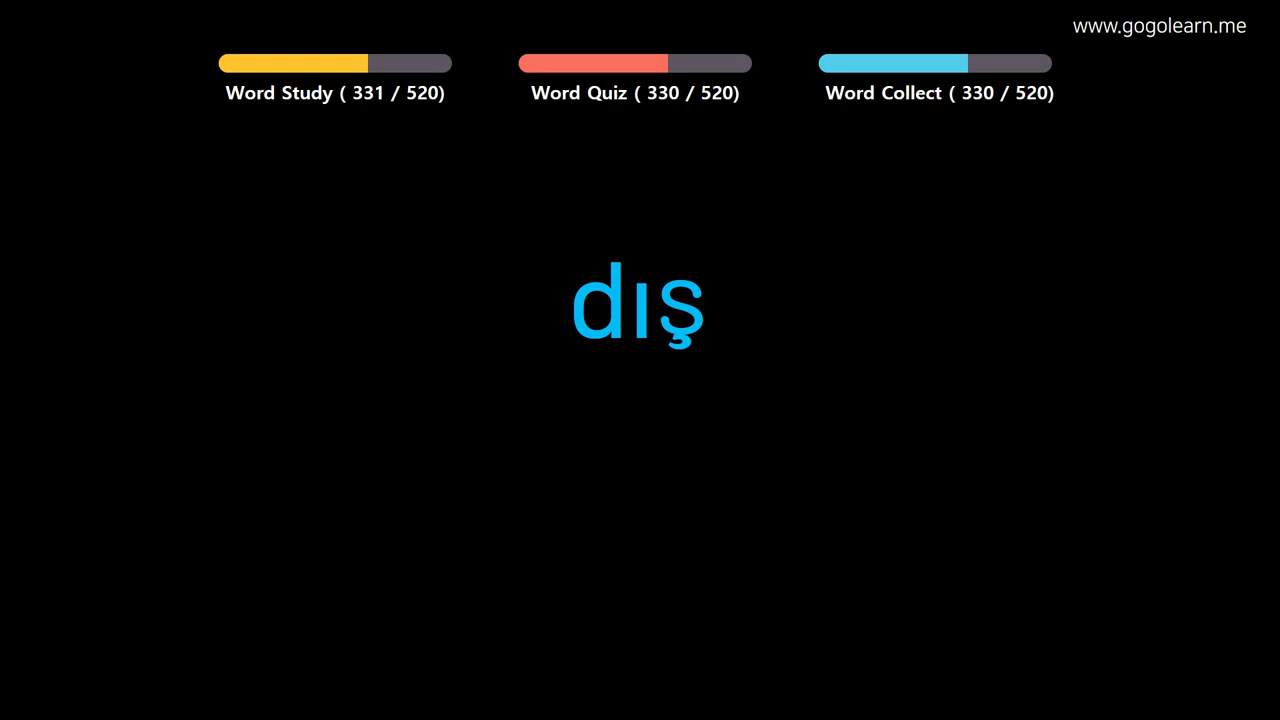 www.gogolearn.me
Word Study ( 331 / 520)
Word Quiz ( 330 / 520)
Word Collect ( 330 / 520)
dış